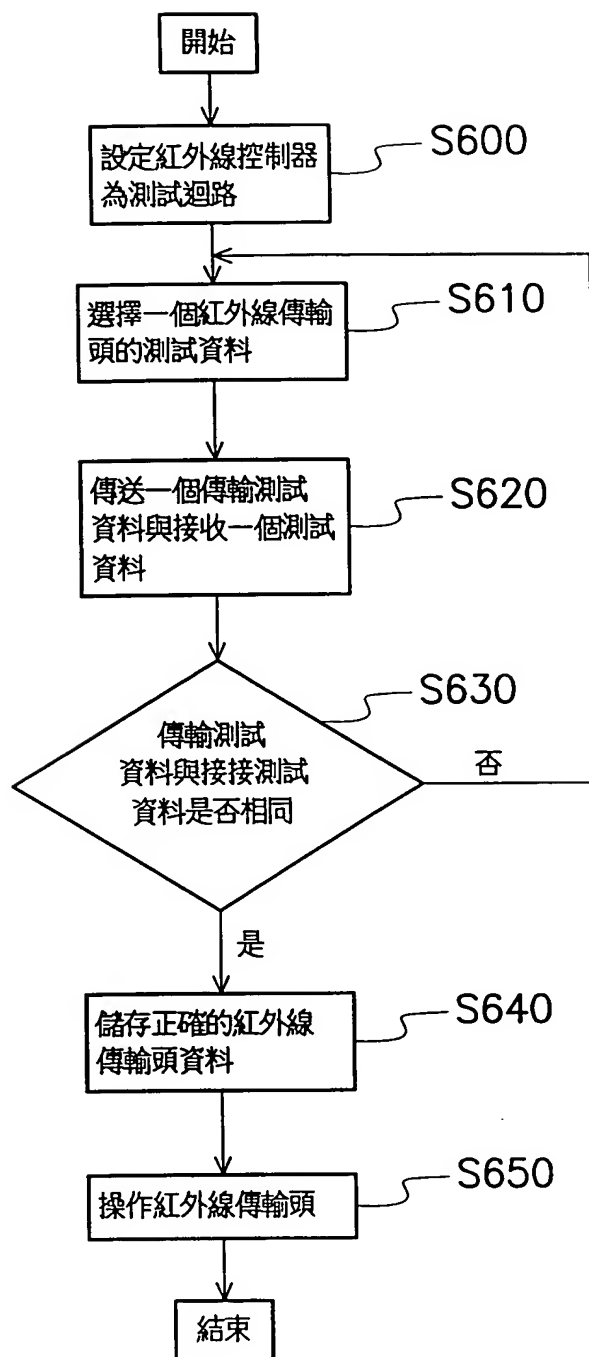 開始
設定紅外線控制器
為測試迴路
S600
選擇一個紅外線傳輸
頭的測試資料
S610
傳送一個傳輸測試
資料與接收一個測試
資料
S620
傳輸測試
資料與接接測試
資料是否相同
S630
否
是
儲存正確的紅外線
傳輸頭資料
S640
操作紅外線傳輸頭
S650
結束